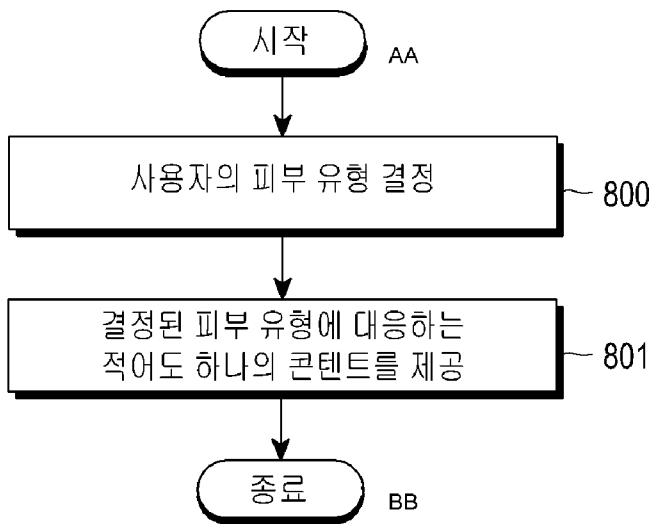 시작
AA
사용자의 피부 유형 결정
800
결정된 피부 유형에 대응하는
적어도 하나의 콘텐트를 제공
801
종료
BB